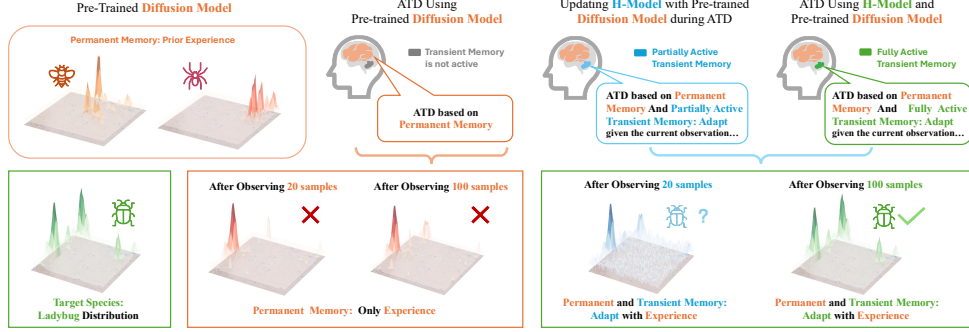 Pre-Trained Diffusion Model
Permanent Memory: Prior Experience
ATD Using
Pre-trained Diffusion Model
Transient Memory
is not active
ATD based on
Permanent Memory
Updating H-Model with Pre-trained
Diffusion Model during ATD
Partially Active
Transient Memory
ATD based on Permanent
Memory And Partially Active
Transient Memory: Adapt
given the current observation...
ATD Using H-Model and
Pre-trained Diffusion Model
Fully Active
Transient Memory
ATD based on Permanent
Memory And Fully Active
Transient Memory: Adapt
given the current observation...
Target Species:
Ladybug Distribution
After Observing 20 samples
After Observing 100 samples
Permanent Memory: Only Experience
After Observing 20 samples
?
Permanent and Transient Memory:
Adapt with Experience
After Observing 100 samples
Permanent and Transient Memory:
Adapt with Experience